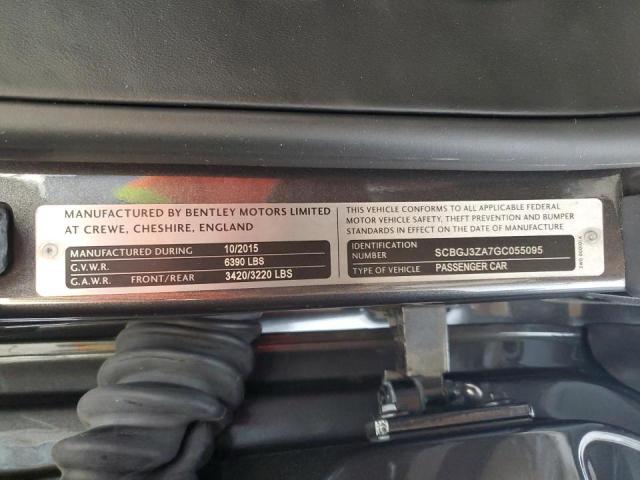 MANUFACTURED BY BENTLEY MOTORS LIMITED
AT CREWE, CHESHIRE, ENGLAND
MANUFACTURED DURING 10/2015
G.V.W.R. 6390 LBS
G.A.W.R. FRONT/REAR 3420/3220 LBS
THIS VEHICLE CONFORMS TO ALL APPLICABLE FEDERAL
MOTOR VEHICLE SAFETY, THEFT PREVENTION AND BUMPER
STANDARDS IN EFFECT ON THE DATE OF MANUFACTURE
IDENTIFICATION
NUMBER SCBGJ3ZA7GC055095
TYPE OF VEHICLE PASSENGER CAR